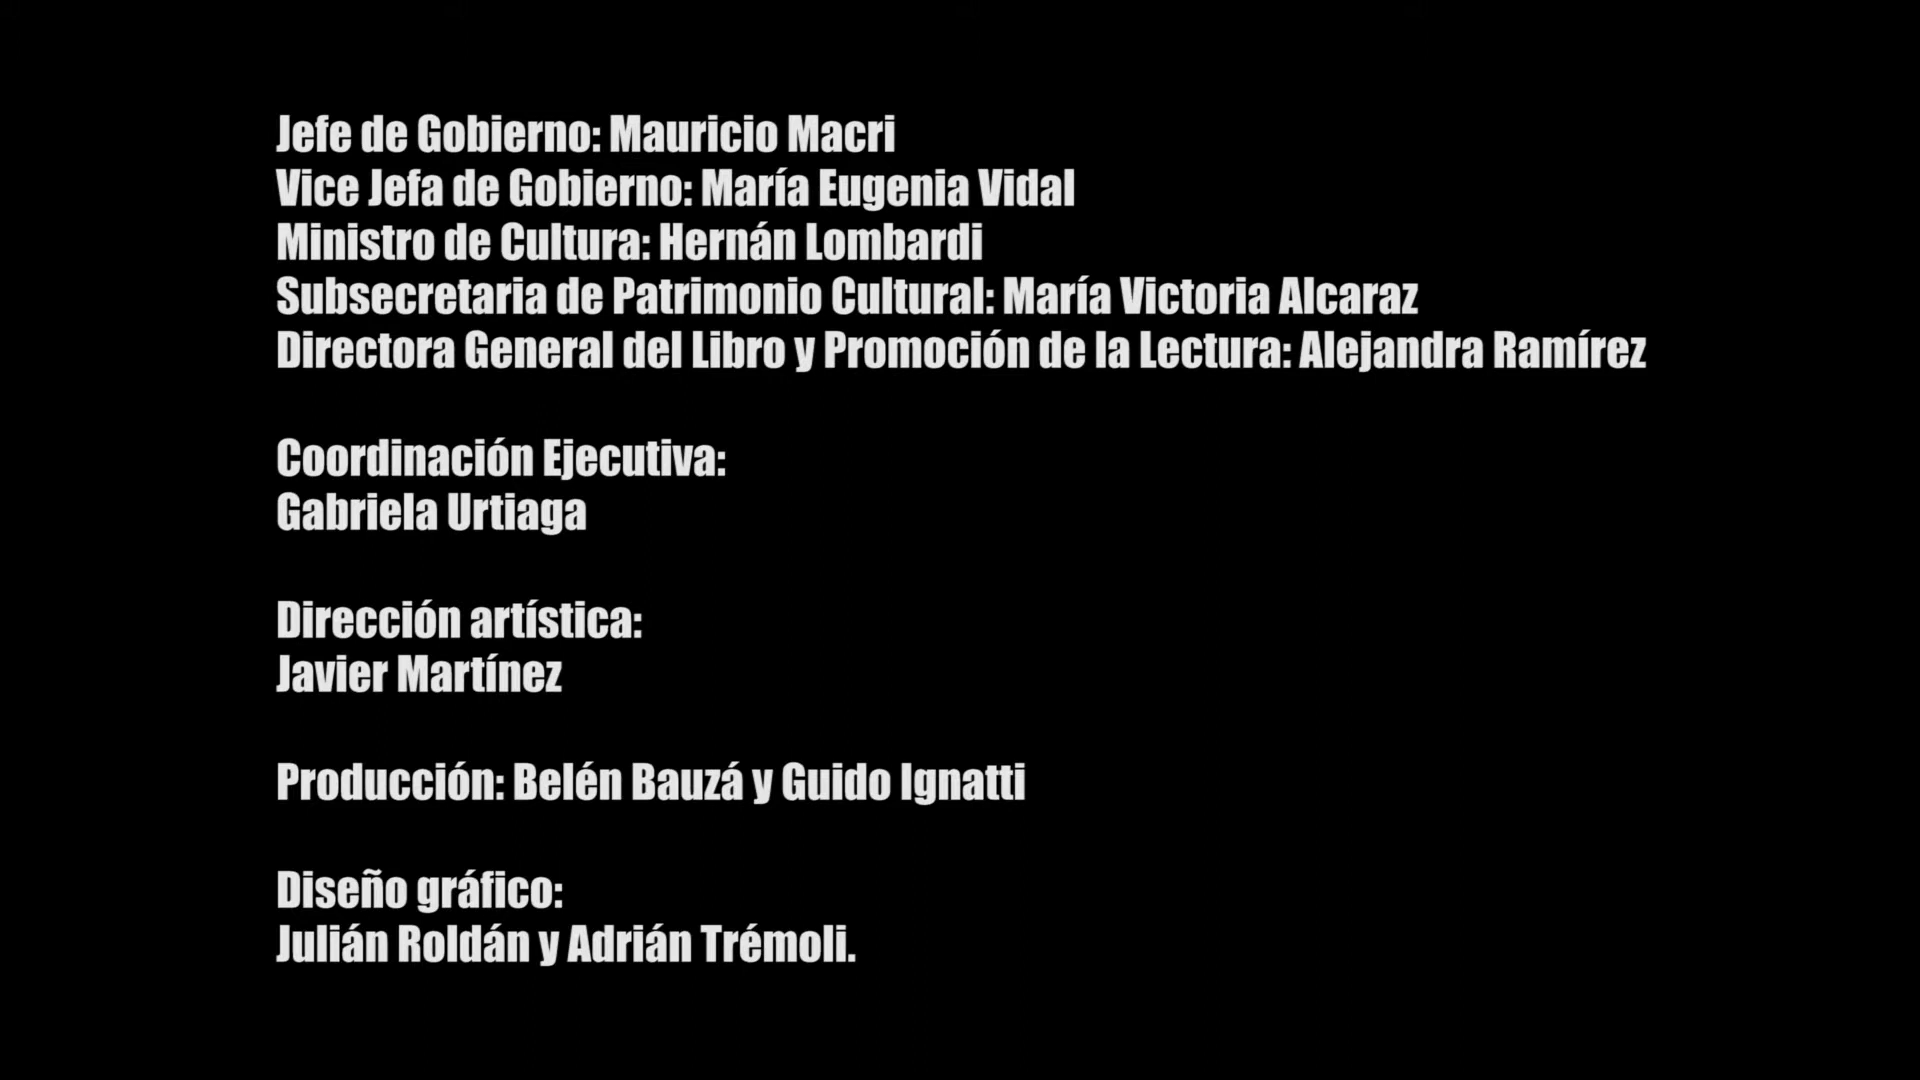 Jefe de Gobierno: Mauricio Macri
Vice Jefa de Gobierno: María Eugenia Vidal
Ministro de Cultura: Hernán Lombardi
Subsecretaria de Patrimonio Cultural: María Victoria Alcaraz
Directora General del Libro y Promoción de la Lectura: Alejandra Ramírez
Coordinación Ejecutiva:
Gabriela Urtiaga
Dirección artística:
Javier Martínez
Producción: Belén Bauzá y Guido Ignatti
Diseño gráfico:
Julián Roldán y Adrián Trémoli.